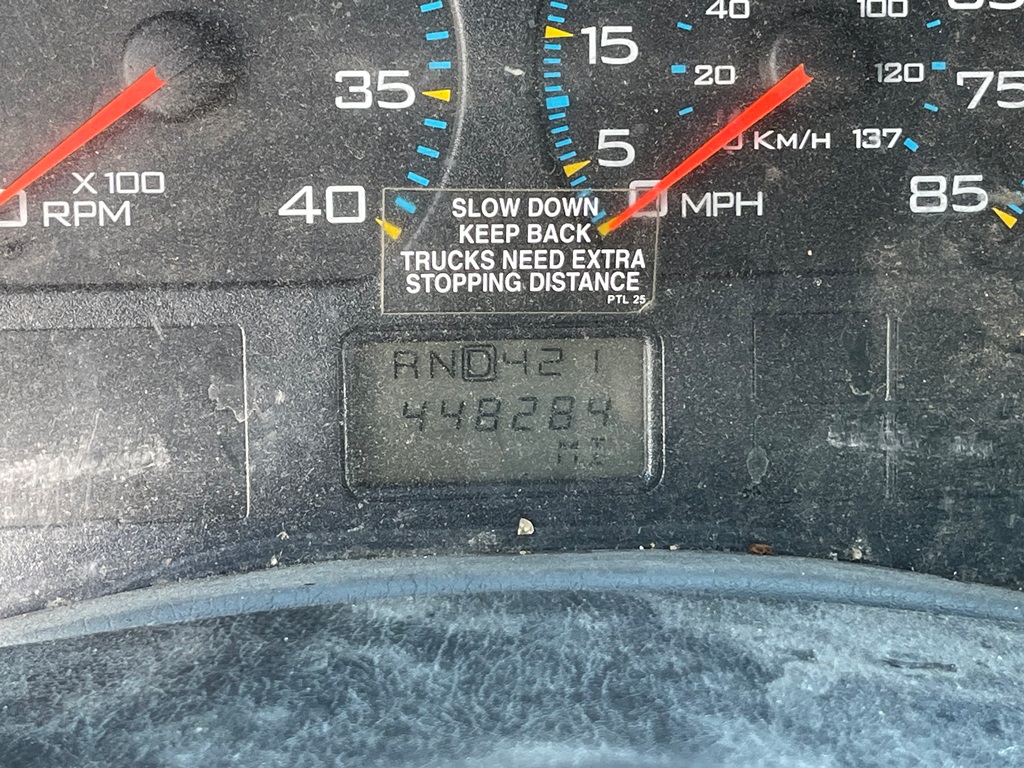 40
100
15
20
120
35
75
5
KM/H
137
X 100
RPM
40
0
MPH
85
SLOW DOWN
KEEP BACK
TRUCKS NEED EXTRA
STOPPING DISTANCE
PTL 25
RND421
448284
MI